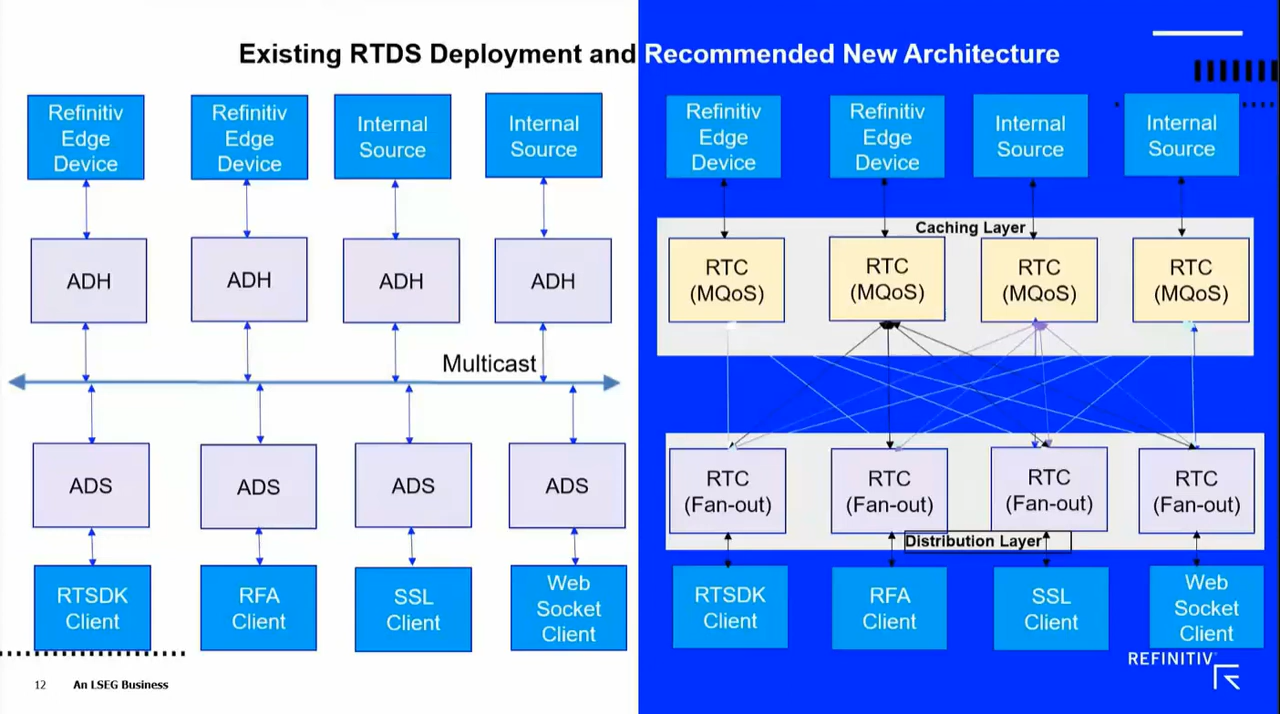 Existing RTDS Deployment and Recommended New Architecture
Refinitiv
Edge
Device
Refinitiv
Edge
Device
Internal
Source
Internal
Source
ADH
ADH
ADH
ADH
Multicast
ADS
ADS
ADS
ADS
RTSDK
Client
RFA
Client
SSL
Client
Web
Socket
Client
12
An LSEG Business
Refinitiv
Edge
Device
Refinitiv
Edge
Device
Internal
Source
Internal
Source
Caching Layer
RTC
(MQoS)
RTC
(MQoS)
RTC
(MQoS)
RTC
(MQoS)
RTC
(Fan-out)
RTC
(Fan-out)
RTC
(Fan-out)
RTC
(Fan-out)
Distribution Layer
RTSDK
Client
RFA
Client
SSL
Client
Web
Socket
Client
REFINITIV